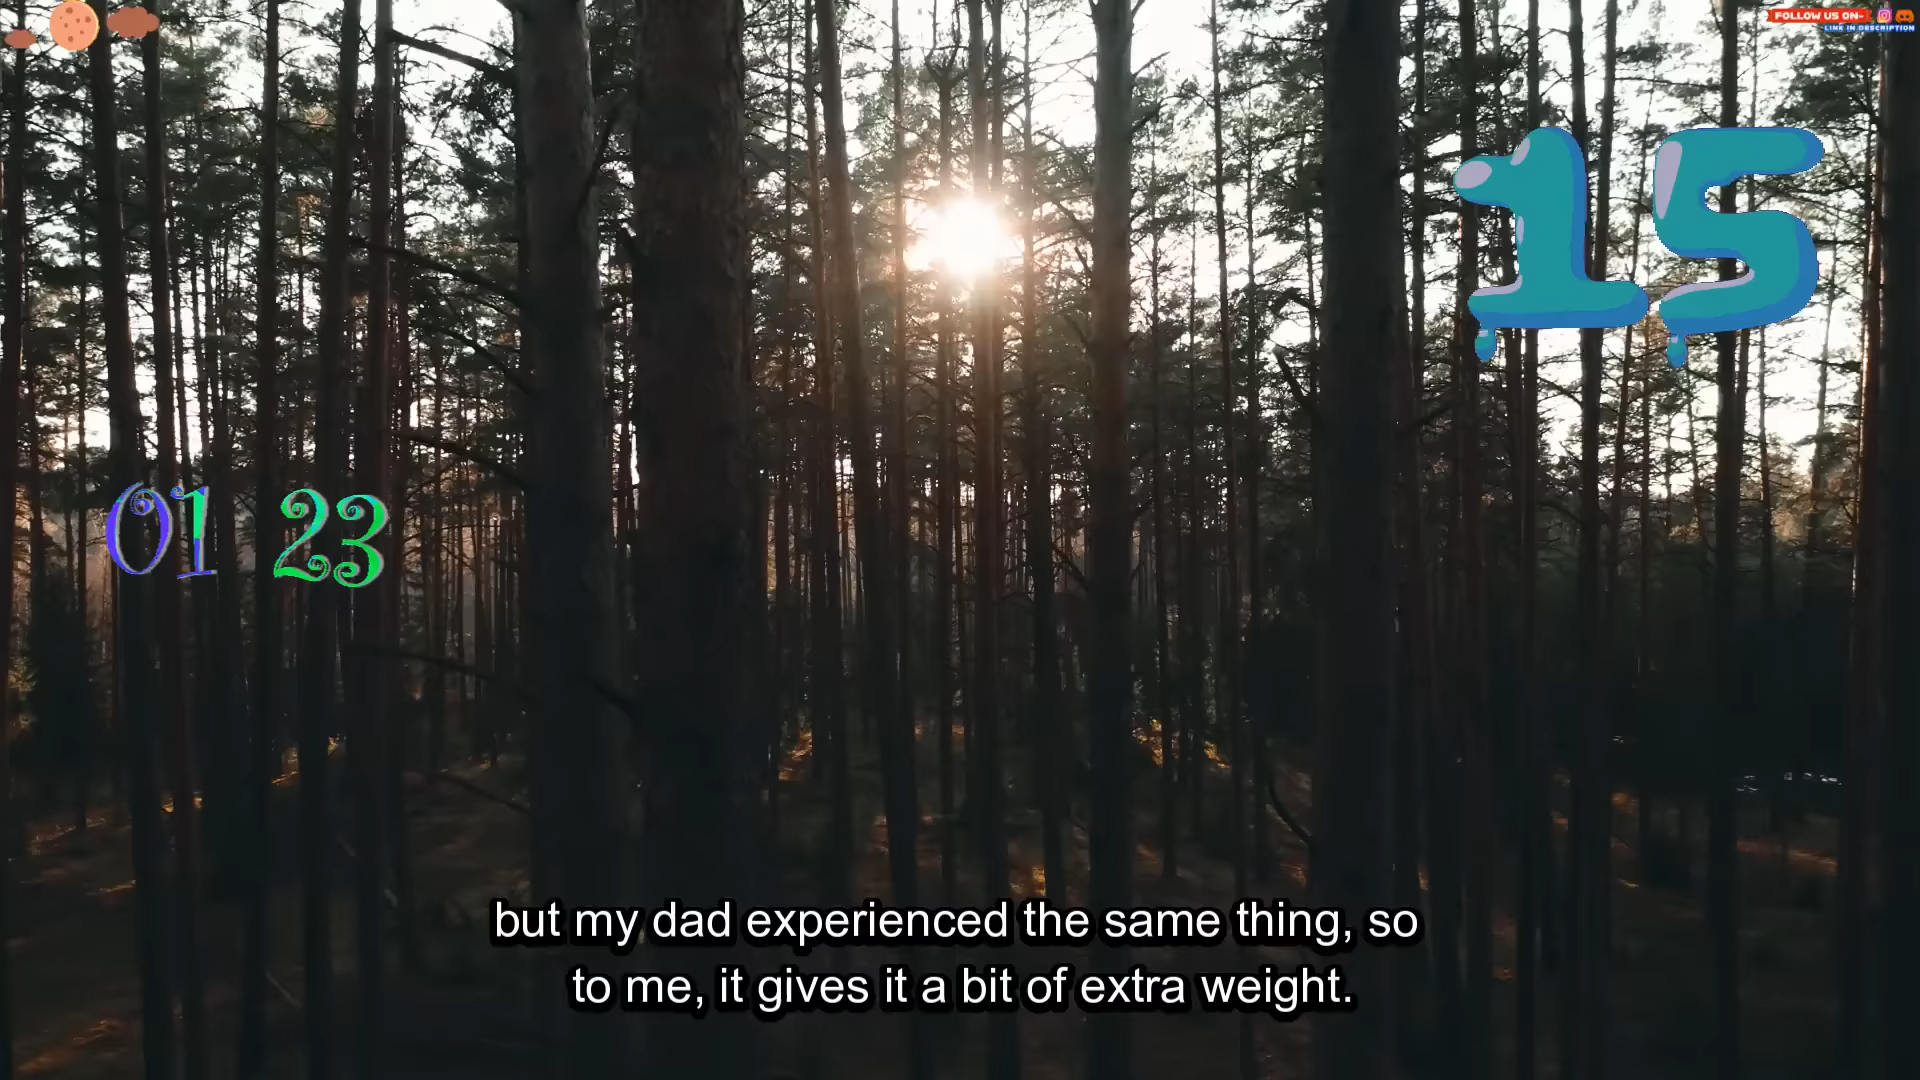 FOLLOW US ON-
LINK IN DESCRIPTION
15
01 23
but my dad experienced the same thing, so
to me, it gives it a bit of extra weight.